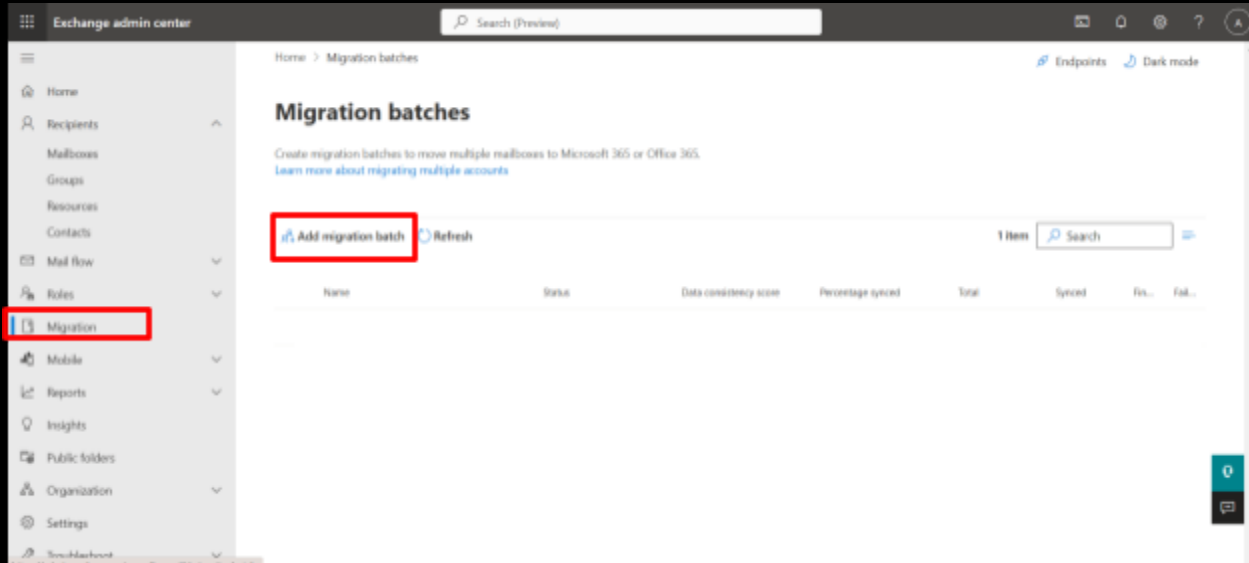 Exchange admin center
Search (Preview)
?
A
Home > Migration batches
Endpoints
Dark mode
Home
Recipients
Mailboxes
Groups
Resources
Contacts
Mail flow
Roles
Migration
Mobile
Reports
Insights
Public folders
Organization
Settings
Troubleshoot
Migration batches
Create migration batches to move multiple mailboxes to Microsoft 365 or Office 365.
Learn more about migrating multiple accounts
Add migration batch
Refresh
1 item
Search
Name Status Data consistency score Percentage synced Total Synced Fin... Fail...